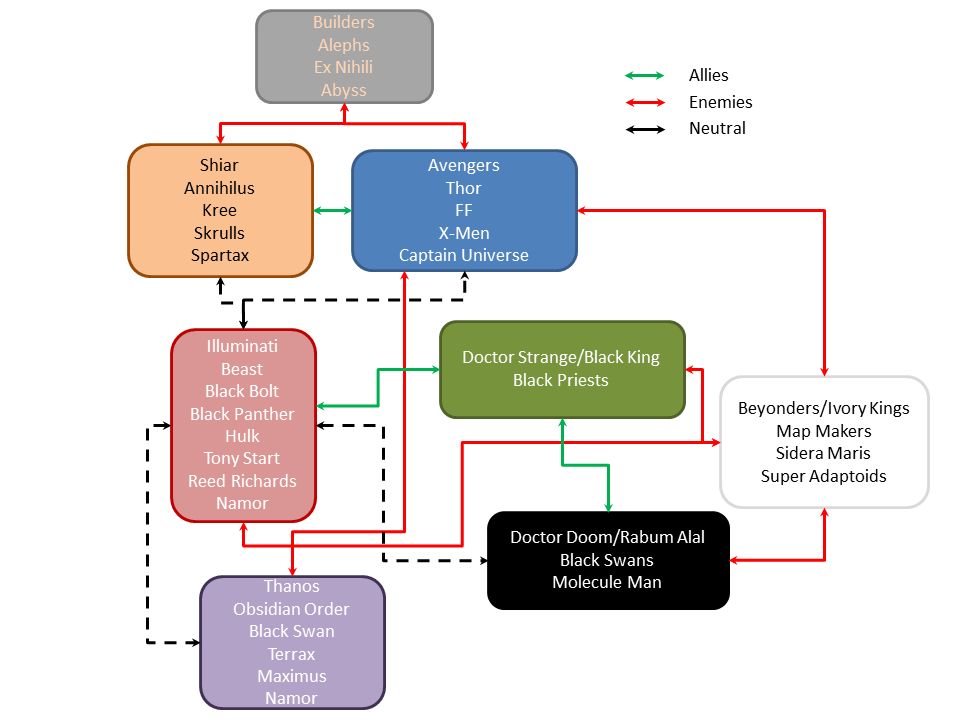 Builders
Alephs
Ex Nihili
Abyss
Allies
Enemies
Neutral
Shiar
Annihilus
Kree
Skrulls
Spartax
Avengers
Thor
FF
X-Men
Captain Universe
Illuminati
Beast
Black Bolt
Black Panther
Hulk
Tony Start
Reed Richards
Namor
Doctor Strange/Black King
Black Priests
Beyonders/Ivory Kings
Map Makers
Sidera Maris
Super Adaptoids
Doctor Doom/Rabum Alal
Black Swans
Molecule Man
Thanos
Obsidian Order
Black Swan
Terrax
Maximus
Namor